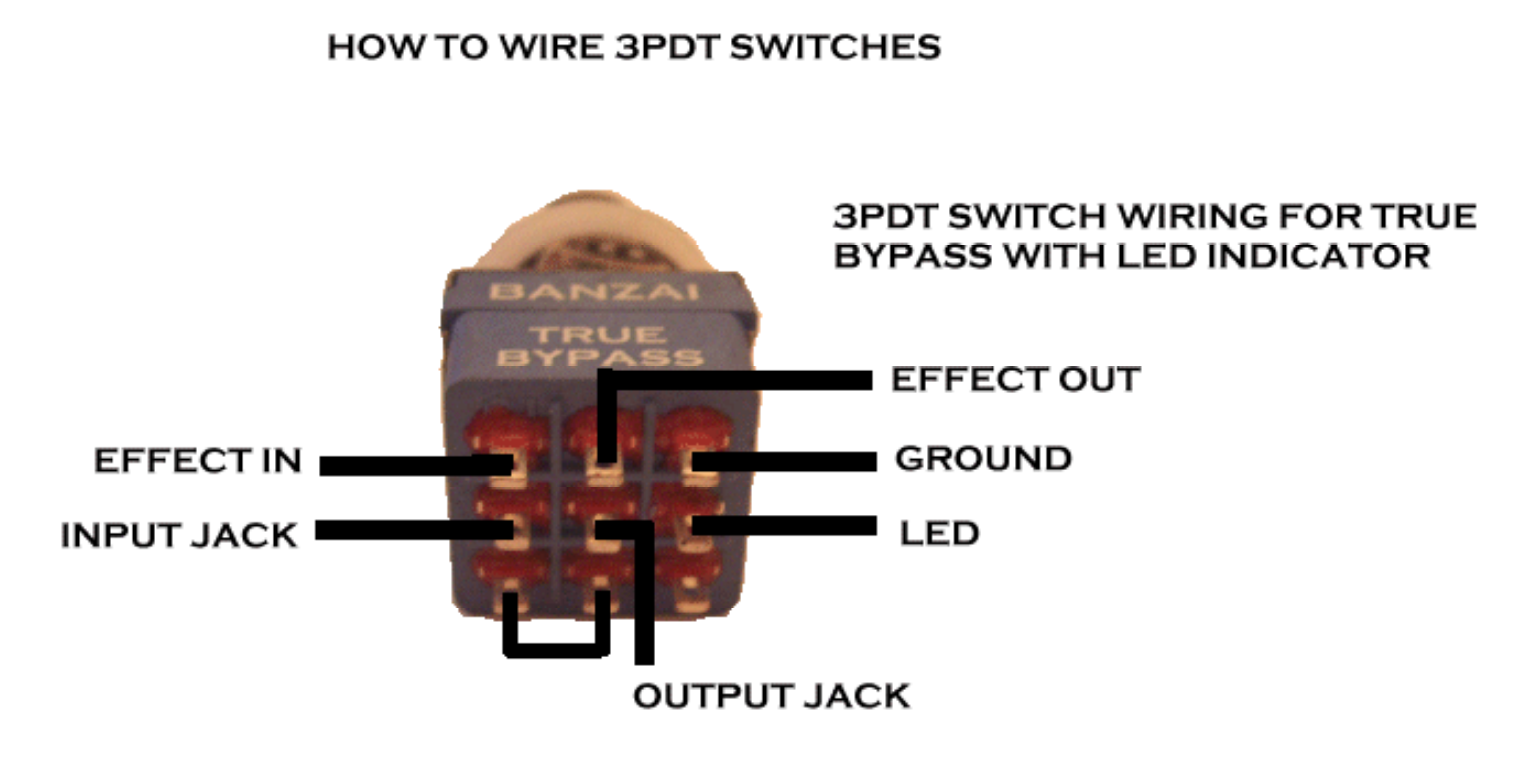 HOW TO WIRE 3PDT SWITCHES
3PDT SWITCH WIRING FOR TRUE
BYPASS WITH LED INDICATOR
BANZAI
TRUE
BYPASS
EFFECT OUT
EFFECT IN
GROUND
INPUT JACK
LED
OUTPUT JACK